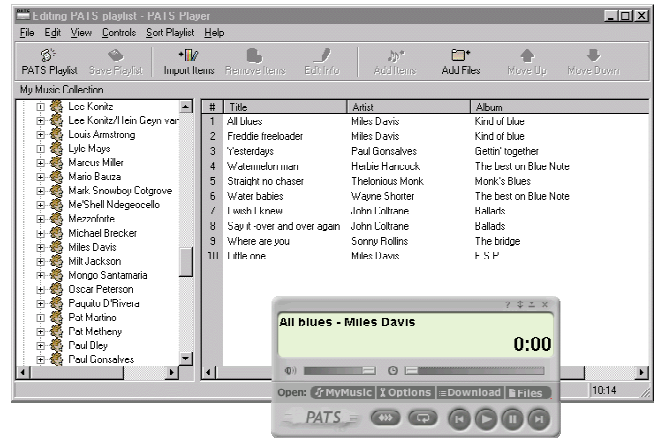 Editing PATS playlist - PATS Player
File Edit View Controls Sort Playlist Help
PATS Playlist Save Playlist Import Items Remove Items Edit Info Add Items Add Files Move Up Move Down
My Music Collection
Lee Konitz
Lee Konitz/Hein Geyn van
Louis Armstrong
Lyle Mays
Marcus Miller
Mario Bauza
Mark Snowboy Cotgrove
Me'Shell Ndegeocello
Mezzoforte
Michael Brecker
Miles Davis
Milt Jackson
Mongo Santamaria
Oscar Peterson
Paquito D'Rivera
Pat Martino
Pat Metheny
Paul Bley
Paul Gonsalves
# Title Artist Album
1 All blues Miles Davis Kind of blue
2 Freddie freeloader Miles Davis Kind of blue
3 Yesterdays Paul Gonsalves Gettin' together
4 Watermelon man Herbie Hancock The best on Blue Note
5 Straight no chaser Thelonious Monk Monk's Blues
6 Water babies Wayne Shorter The best on Blue Note
7 I wish I knew John Coltrane Ballads
8 Say it -over and over again John Coltrane Ballads
9 Where are you Sonny Rollins The bridge
10 Little one Miles Davis E.S.P.
All blues - Miles Davis
0:00
Open: MyMusic Options Download Files
PATS
10:14